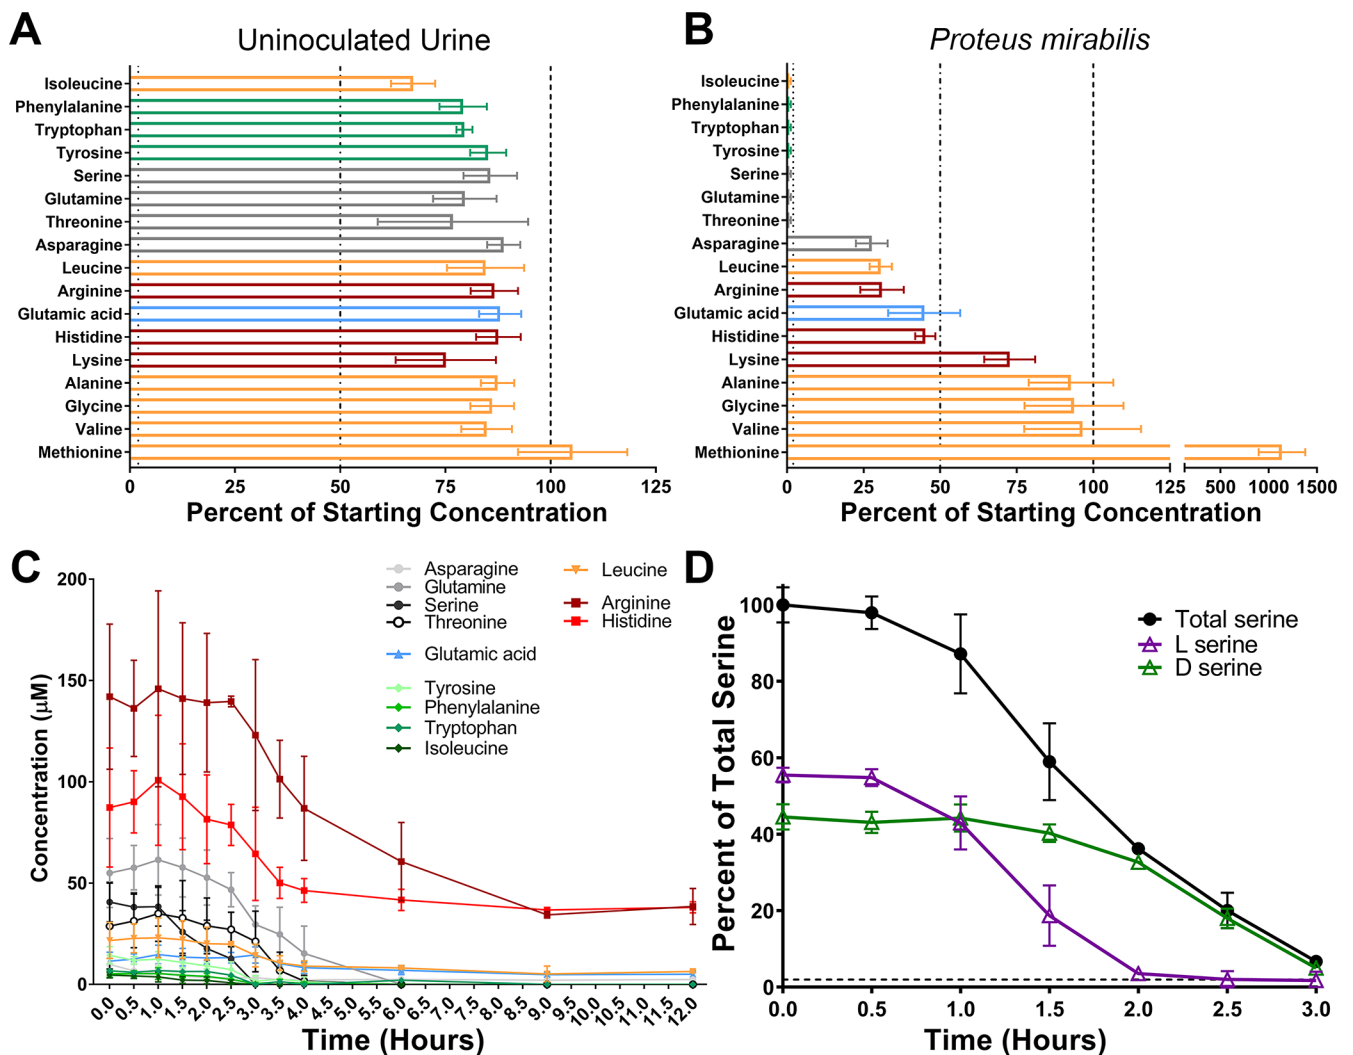 A
Uninoculated Urine
Isoleucine
Phenylalanine
Tryptophan
Tyrosine
Serine
Glutamine
Threonine
Asparagine
Leucine
Arginine
Glutamic acid
Histidine
Lysine
Alanine
Glycine
Valine
Methionine
0 25 50 75 100 125
Percent of Starting Concentration
B
Proteus mirabilis
Isoleucine
Phenylalanine
Tryptophan
Tyrosine
Serine
Glutamine
Threonine
Asparagine
Leucine
Arginine
Glutamic acid
Histidine
Lysine
Alanine
Glycine
Valine
Methionine
0 25 50 75 100 125 500 1000 1500
Percent of Starting Concentration
C
Concentration (µM)
200
150
100
50
0
Asparagine
Glutamine
Serine
Threonine
Glutamic acid
Tyrosine
Phenylalanine
Tryptophan
Isoleucine
Leucine
Arginine
Histidine
0.0 0.5 1.0 1.5 2.0 2.5 3.0 3.5 4.0 4.5 5.0 5.5 6.0 6.5 7.0 7.5 8.0 8.5 9.0 9.5 10.0 10.5 11.0 11.5 12.0
Time (Hours)
D
Percent of Total Serine
100
80
60
40
20
0
Total serine
L serine
D serine
0.0 0.5 1.0 1.5 2.0 2.5 3.0
Time (Hours)